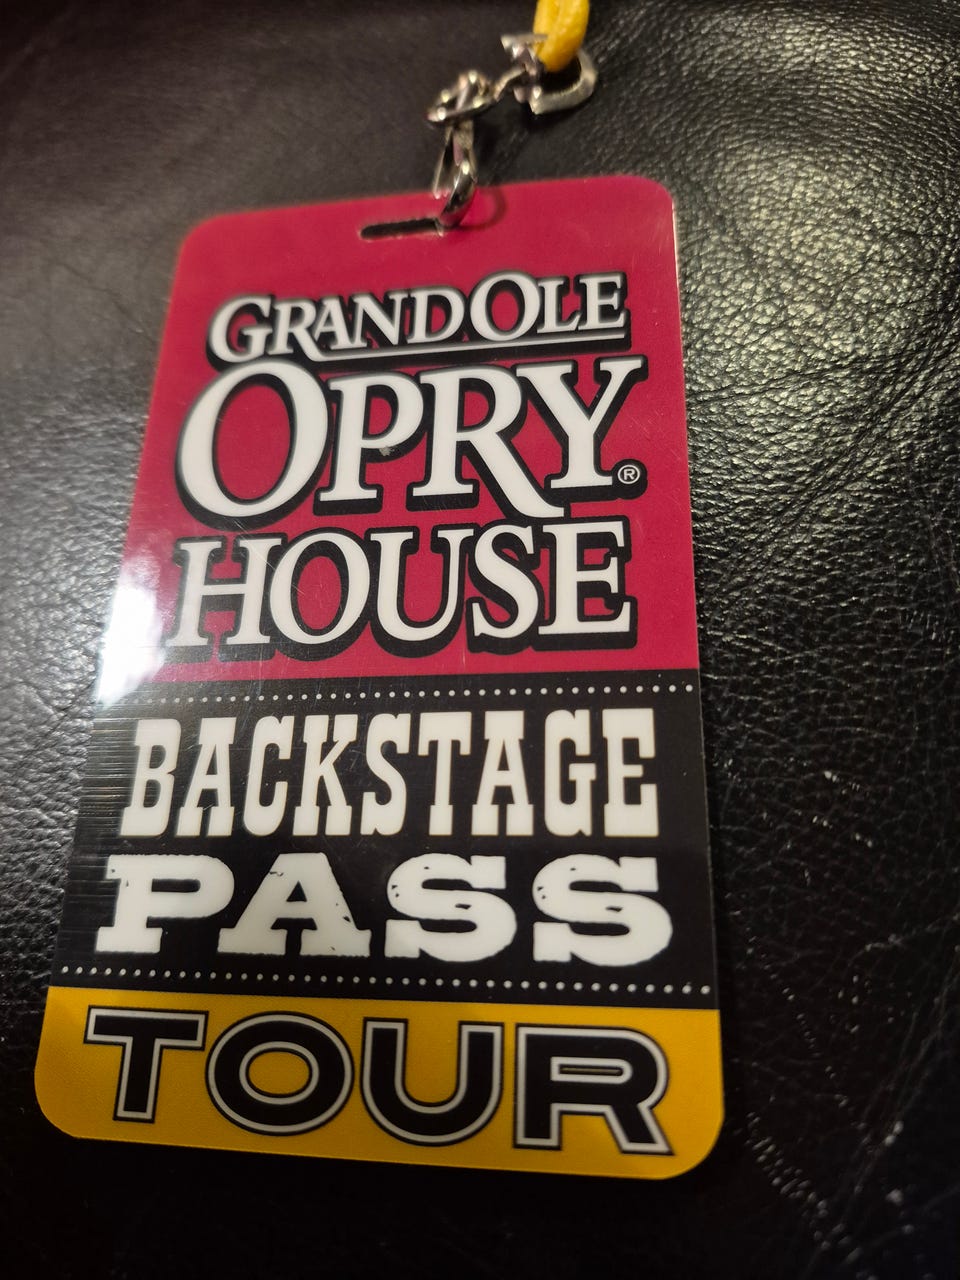 GRAND OLE
OPRY®
HOUSE
BACKSTAGE
PASS
TOUR